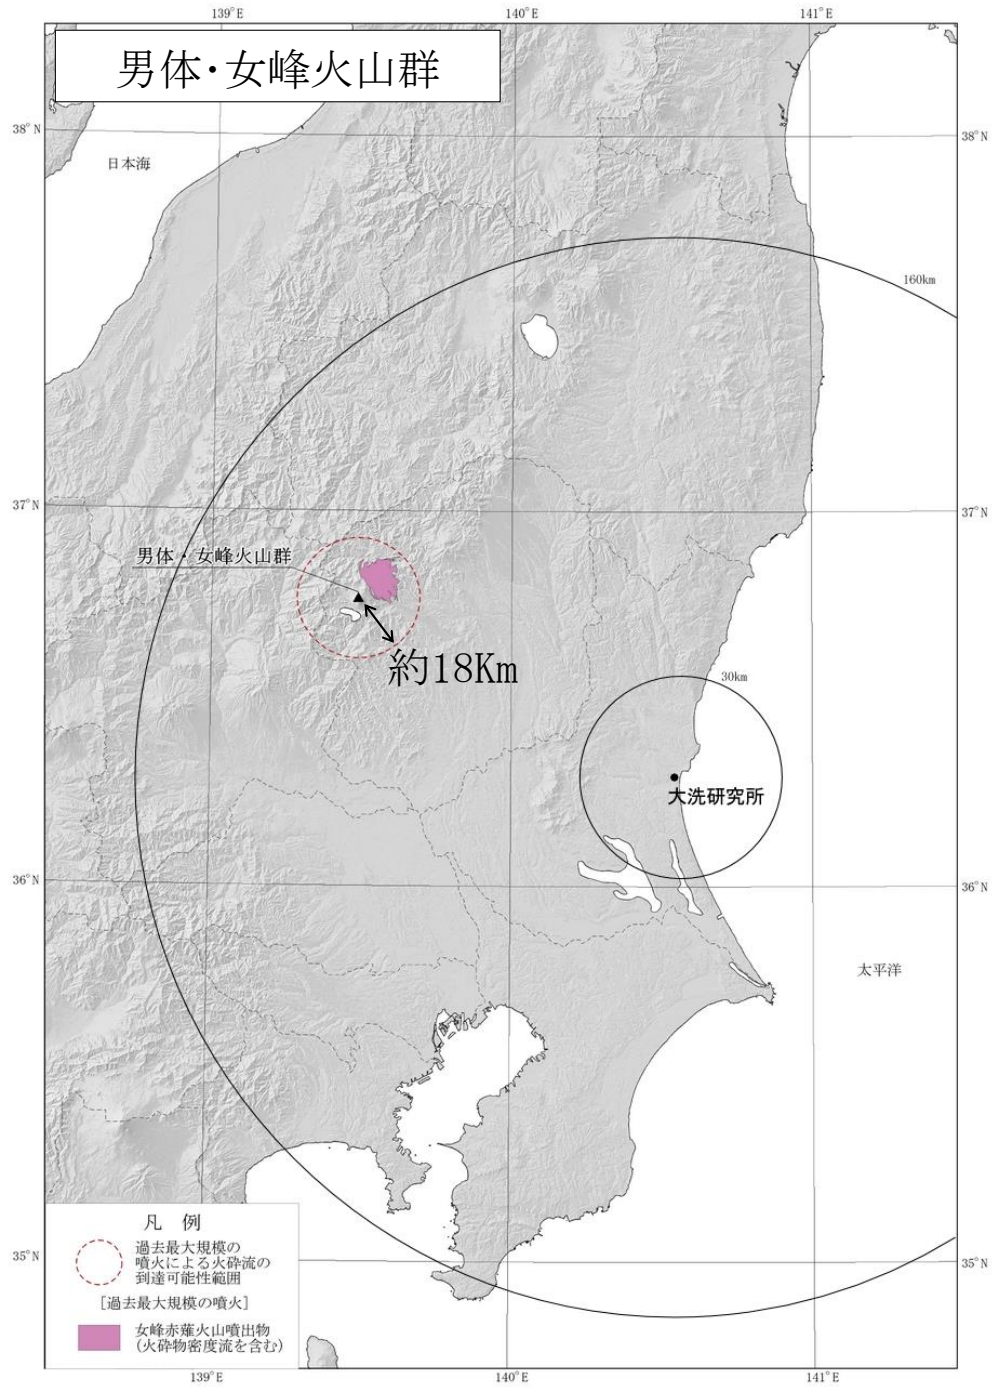 139°E
140°E
141°E
男体・女峰火山群
38°N
38°N
日本海
160km
37°N
37°N
男体・女峰火山群
約18Km
30km
大洗研究所
36°N
36°N
太平洋
凡 例
過去最大規模の
噴火による火砕流の
到達可能性範囲
[過去最大規模の噴火]
女峰赤薙火山噴出物
(火砕物密度流を含む)
35°N
35°N
139°E
140°E
141°E